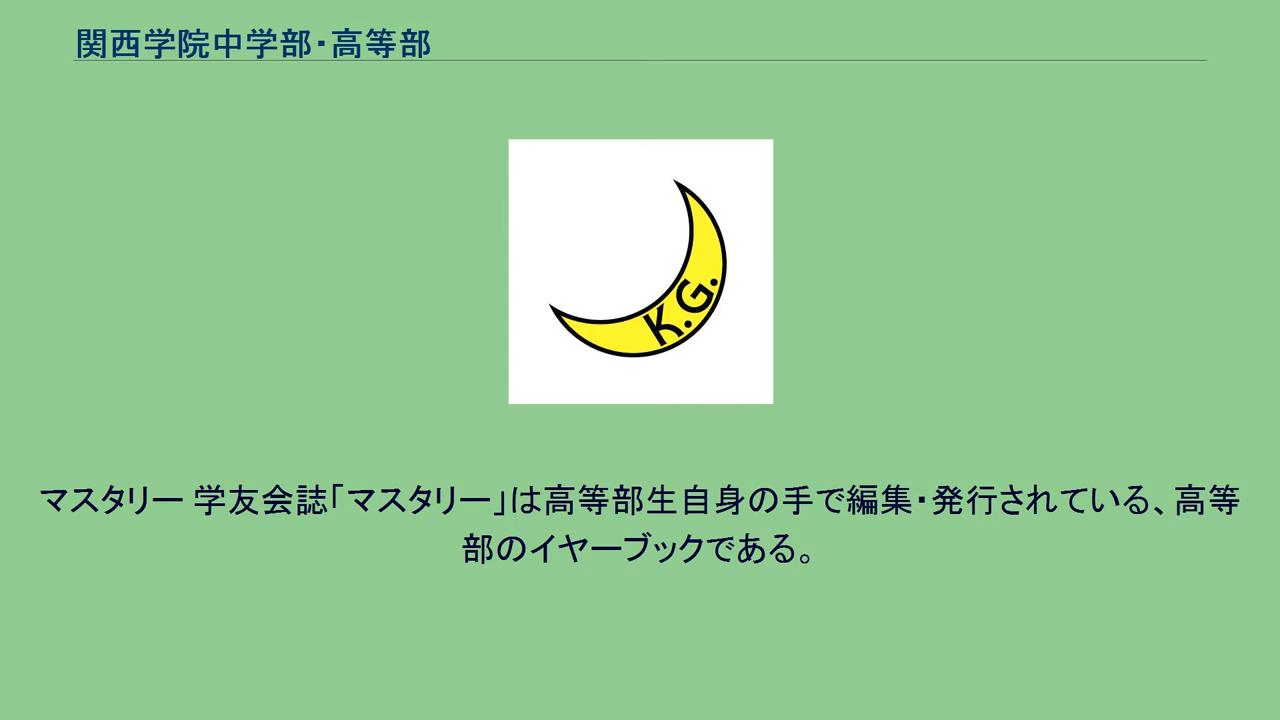 関西学院中学部・高等部
K.G.
マスタリー 学友会誌「マスタリー」は高等部生自身の手で編集・発行されている、高等
部のイヤーブックである。